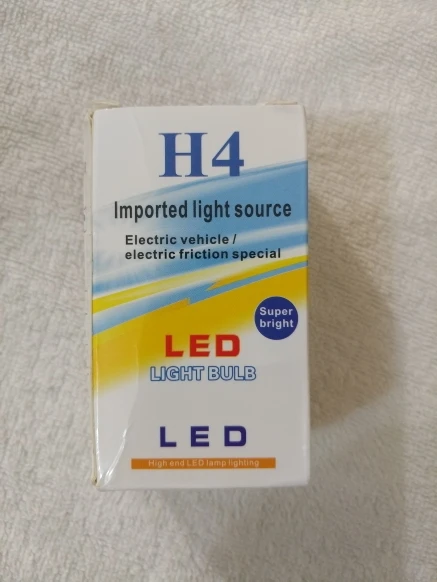 H4
Imported light source
Electric vehicle /
electric friction special
Super
bright
LED
LIGHT BULB
LED
High end LED lamp lighting